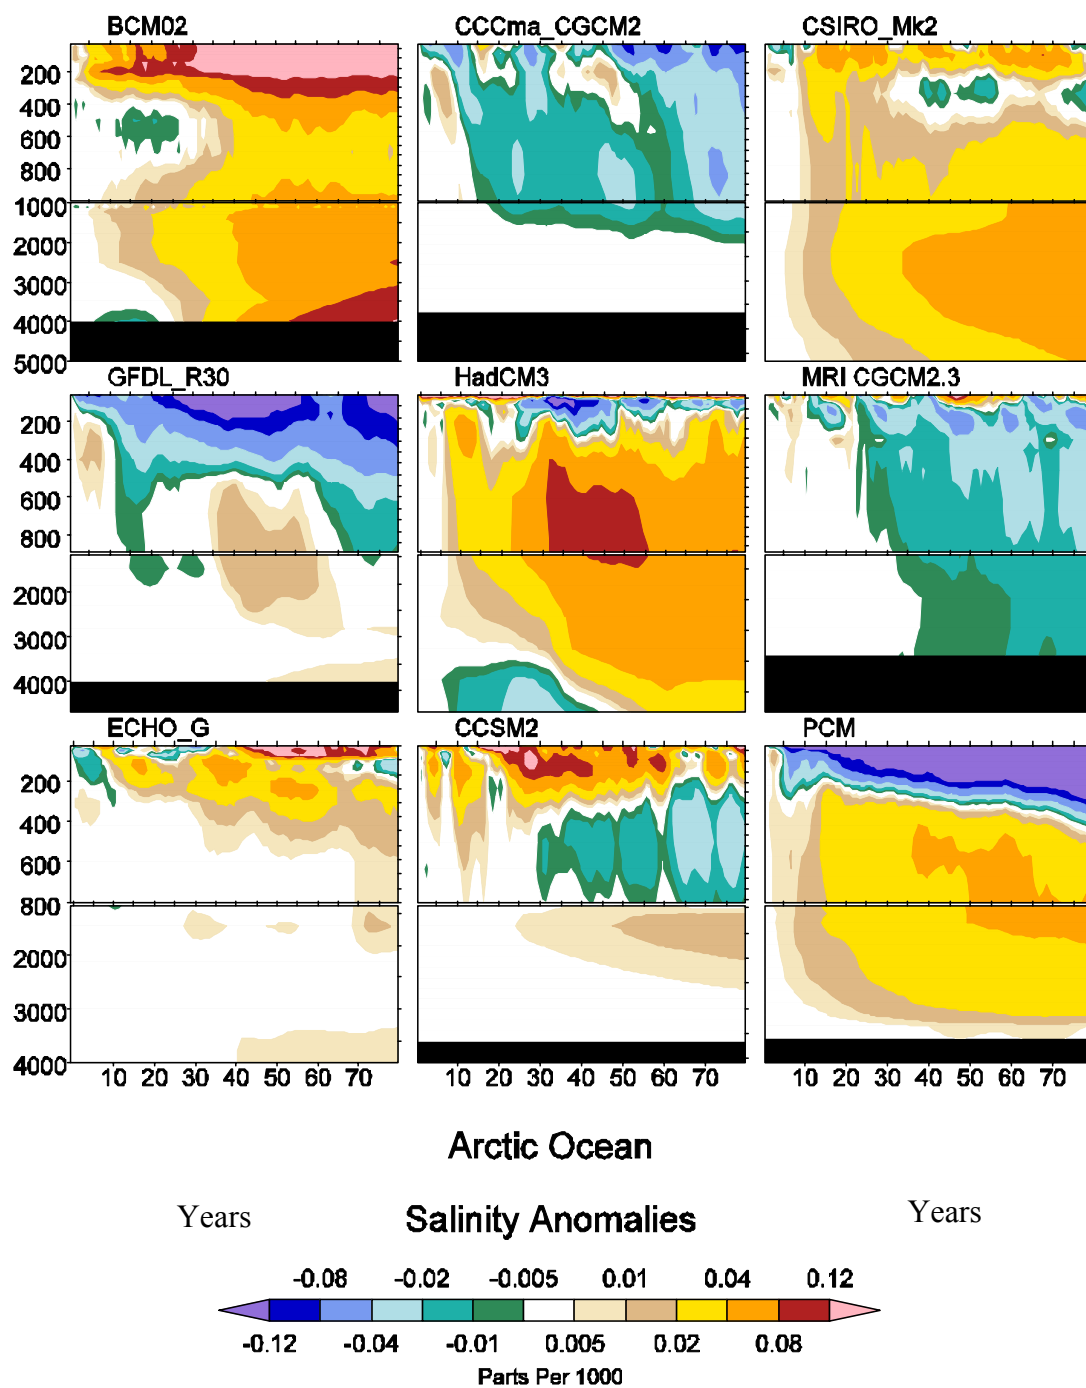 BCM02 CCCma_CGCM2 CSIRO_Mk2
200
400
600
800
1000
2000
3000
4000
5000
GFDL_R30 HadCM3 MRI CGCM2.3
200
400
600
800
2000
3000
4000
ECHO_G CCSM2 PCM
200
400
600
800
2000
3000
4000
10 20 30 40 50 60 70 10 20 30 40 50 60 70 10 20 30 40 50 60 70
Arctic Ocean
Years Salinity Anomalies Years
-0.08 -0.02 -0.005 0.01 0.04 0.12
-0.12 -0.04 -0.01 0.005 0.02 0.08
Parts Per 1000